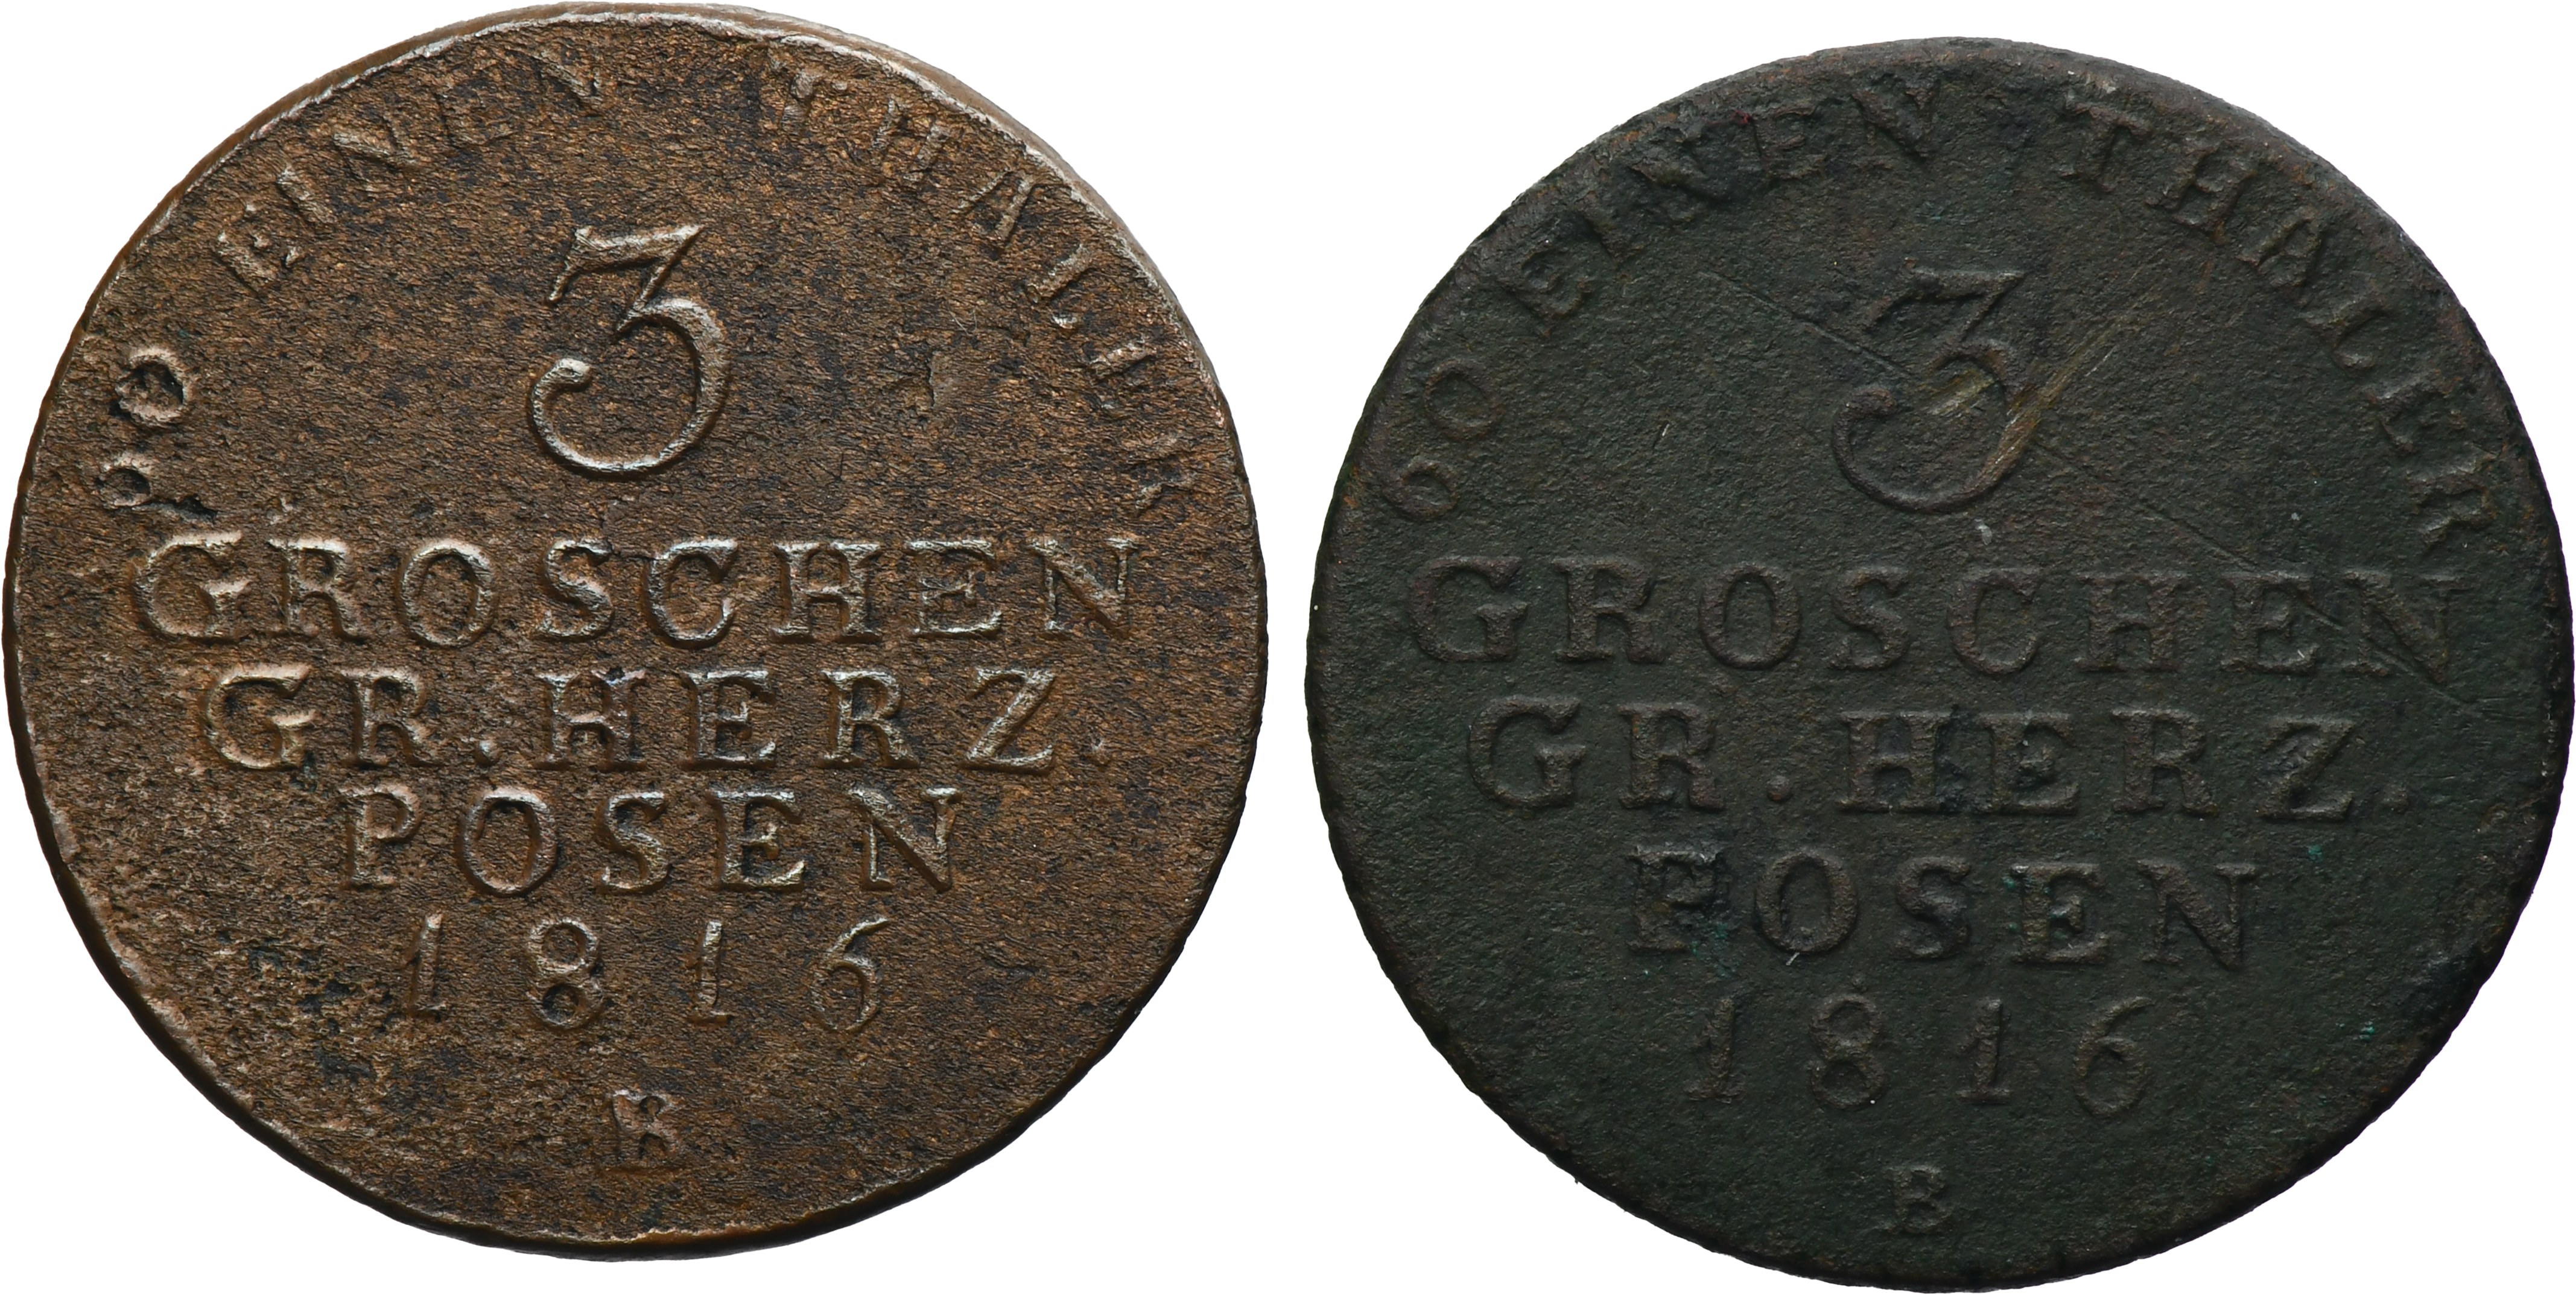 60 EINEN THALER
3
GROSCHEN
GR. HERZ.
POSEN
1816
B
60 EINEN THALER
3
GROSCHEN
GR. HERZ.
POSEN
1816
B